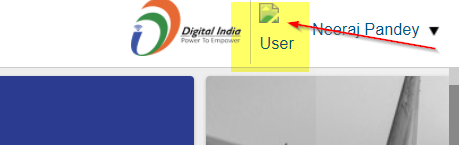 Digital India
Power To Empower
User
Neeraj Pandey